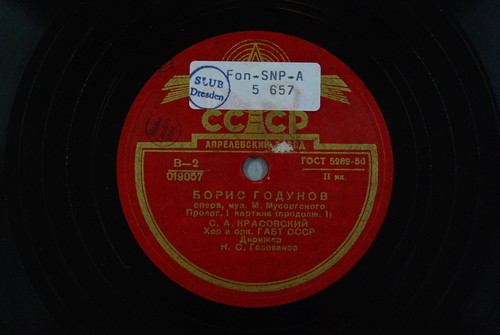 SLUB
Dresden
Fon-SNP-A
5 657
СССР
АПРЕЛЕВСКИЙ ЗАВОД
В-2
019057
ГОСТ 5289-50
II кл
БОРИС ГОДУНОВ
опера, муз. М. Мусоргского
Пролог. 1 картина (продолж. 1)
С. А. КРАСОВСКИЙ
Хор и орк. ГАБТ СССР
Дирижер
Н. С. Голованов